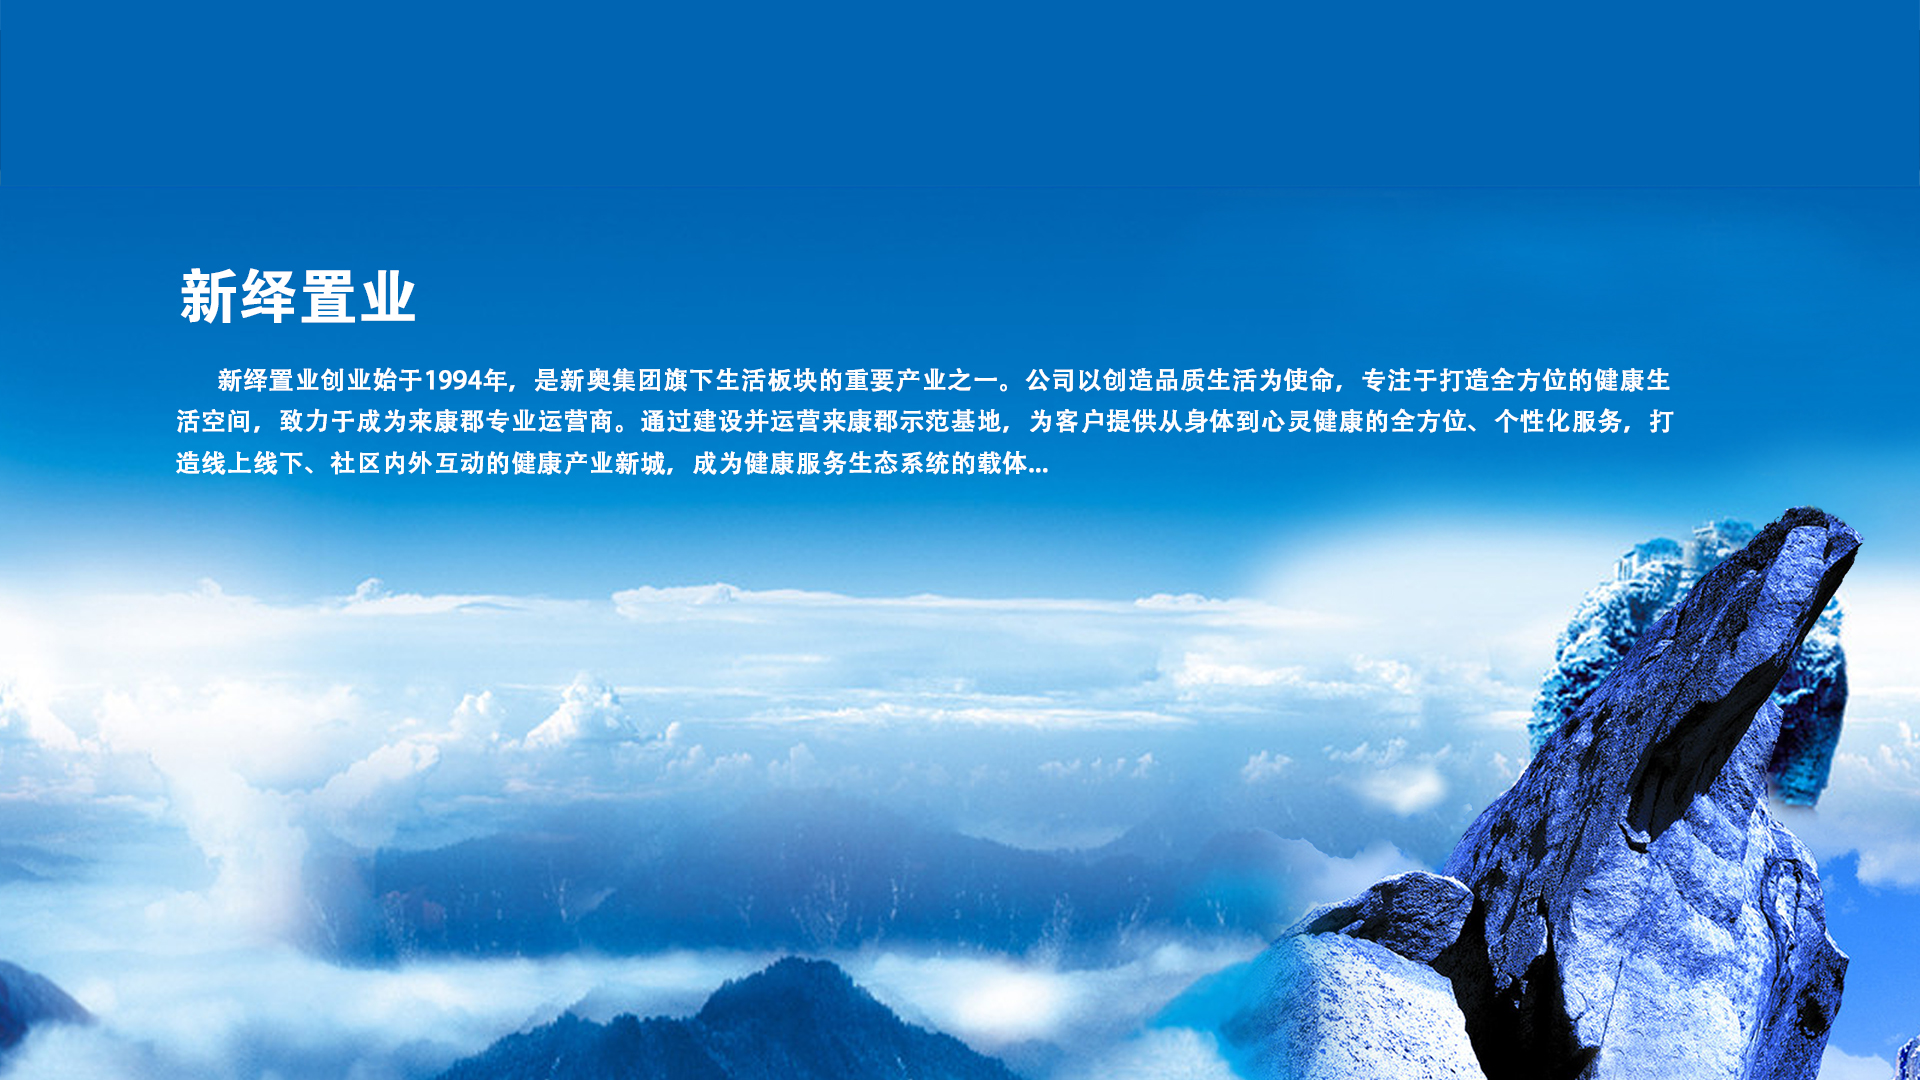 新绎置业
新绎置业创业始于1994年，是新奥集团旗下生活板块的重要产业之一。公司以创造品质生活为使命，专注于打造全方位的健康生
活空间，致力于成为来康郡专业运营商。通过建设并运营来康郡示范基地，为客户提供从身体到心灵健康的全方位、个性化服务，打
造线上线下、社区内外互动的健康产业新城，成为健康服务生态系统的载体...